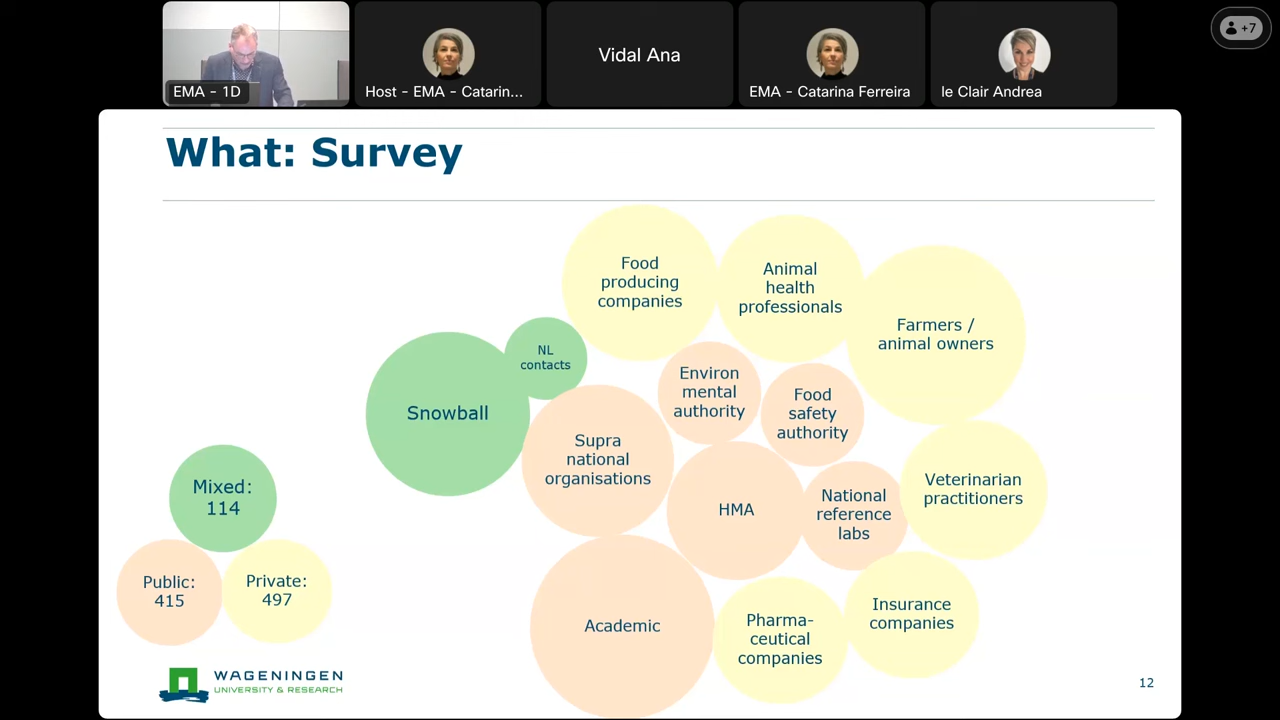 EMA - 1D
Host - EMA - Catarin...
Vidal Ana
EMA - Catarina Ferreira
le Clair Andrea
+7
What: Survey
Food
producing
companies
Animal
health
professionals
Farmers /
animal owners
NL
contacts
Snowball
Environ
mental
authority
Food
safety
authority
Supra
national
organisations
HMA
National
reference
labs
Veterinarian
practitioners
Mixed:
114
Public:
415
Private:
497
Academic
Pharma-
ceutical
companies
Insurance
companies
WAGENINGEN
UNIVERSITY & RESEARCH
12